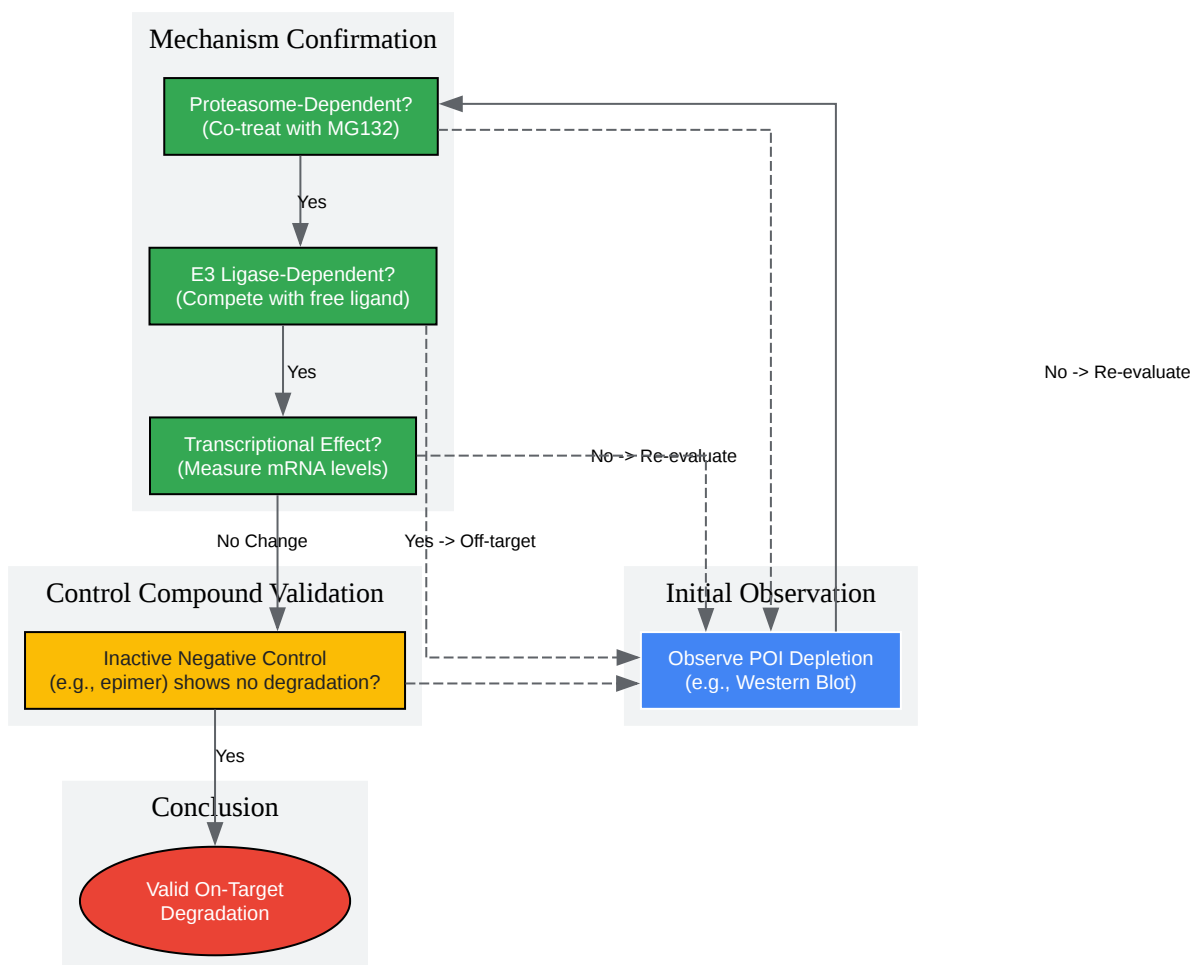 Mechanism Confirmation
Proteasome-Dependent?
(Co-treat with MG132)
Yes
E3 Ligase-Dependent?
(Compete with free ligand)
Yes
No -> Re-evaluate
Transcriptional Effect?
(Measure mRNA levels)
No -> Re-evaluate
No Change
Yes -> Off-target
Control Compound Validation
Initial Observation
Inactive Negative Control
(e.g., epimer) shows no degradation?
Observe POI Depletion
(e.g., Western Blot)
Yes
Conclusion
Valid On-Target
Degradation